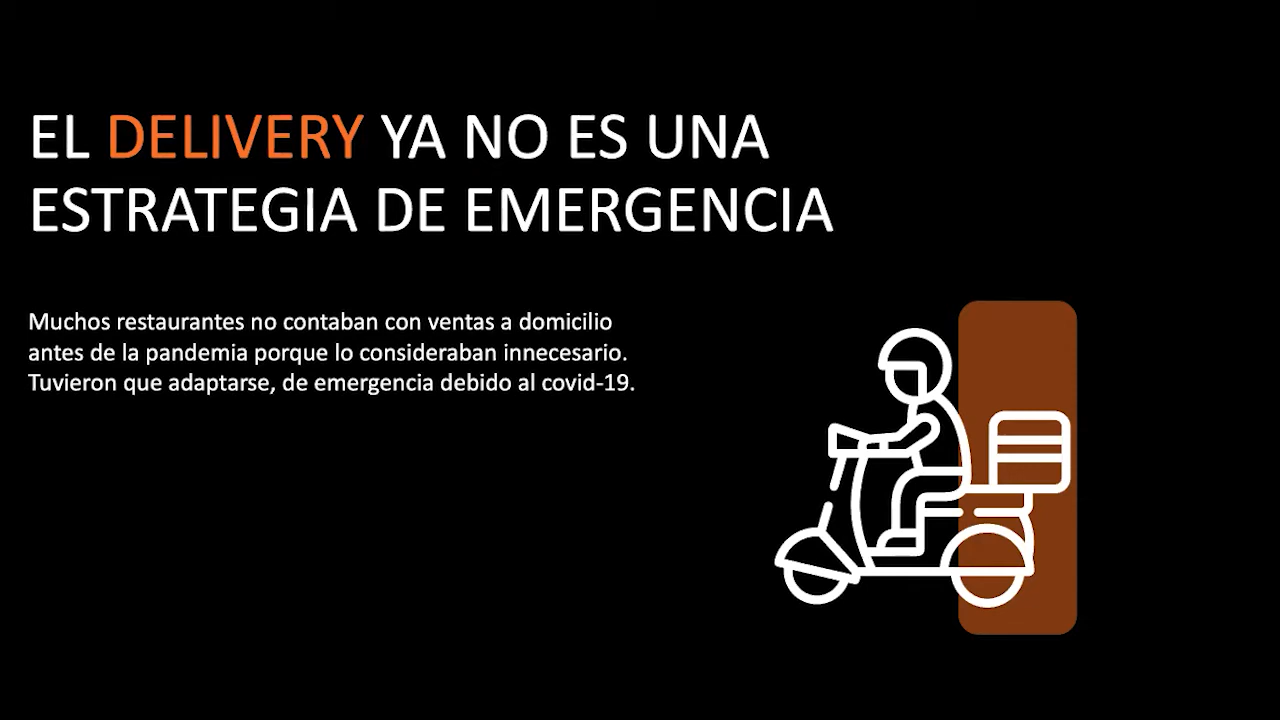 EL DELIVERY YA NO ES UNA
ESTRATEGIA DE EMERGENCIA
Muchos restaurantes no contaban con ventas a domicilio
antes de la pandemia porque lo consideraban innecesario.
Tuvieron que adaptarse, de emergencia debido al covid-19.